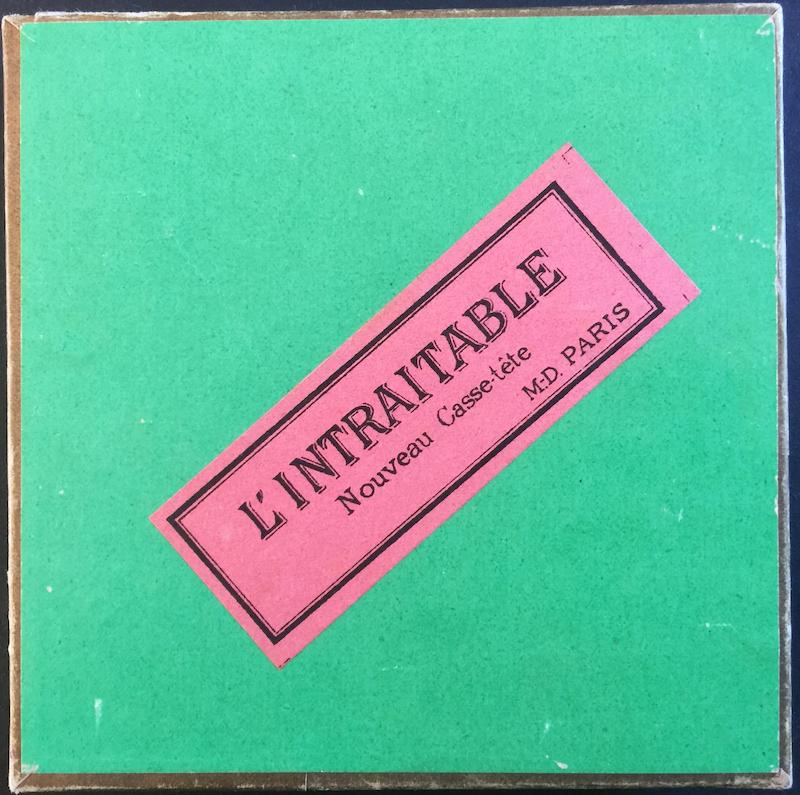 L'INTRAITABLE
Nouveau Casse-tête
M-D. PARIS